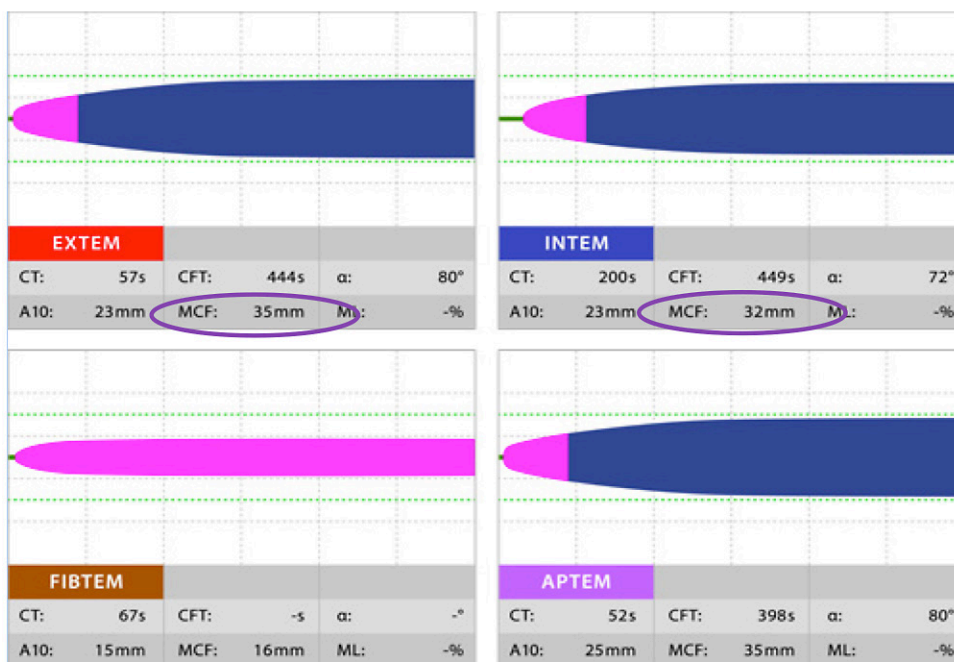 EXTEM
CT: 57s CFT: 444s α: 80°
A10: 23mm MCF: 35mm ML: -%
INTEM
CT: 200s CFT: 449s α: 72°
A10: 23mm MCF: 32mm ML: -%
FIBTEM
CT: 67s CFT: -s α: -°
A10: 15mm MCF: 16mm ML: -%
APTEM
CT: 52s CFT: 398s α: 80°
A10: 25mm MCF: 35mm ML: -%